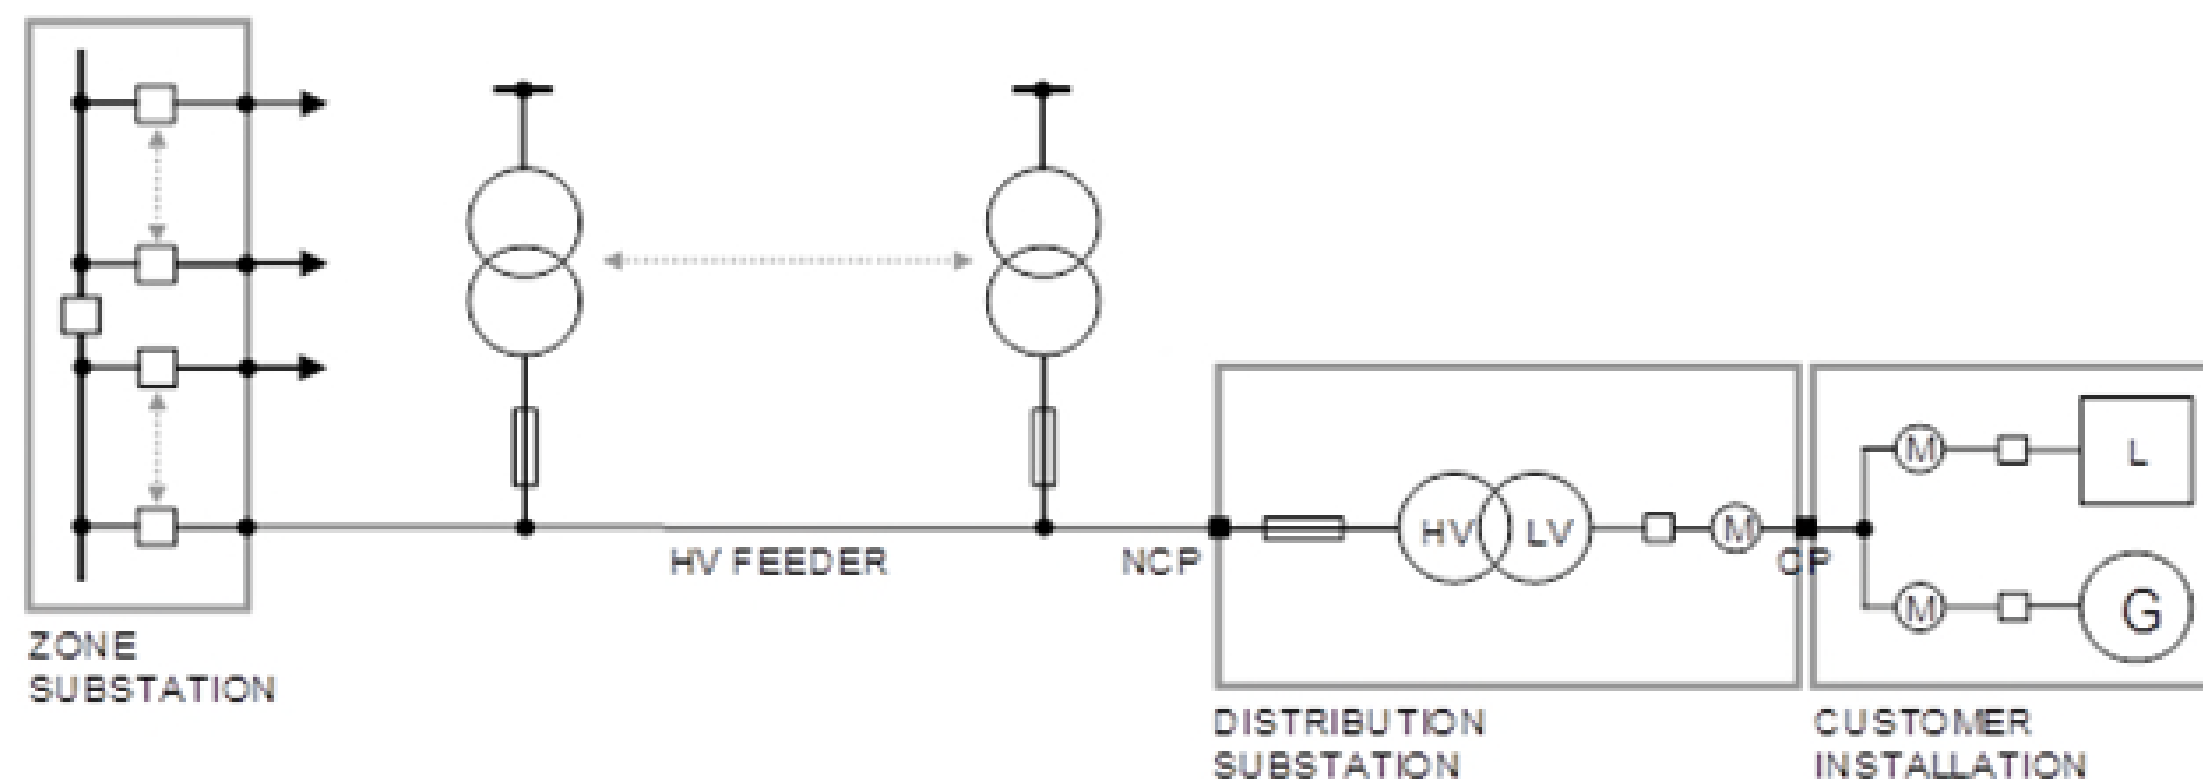 HV FEEDER
NCP
HV
LV
M
CP
M
L
M
G
ZONE
SUBSTATION
DISTRIBUTION
SUBSTATION
CUSTOMER
INSTALLATION